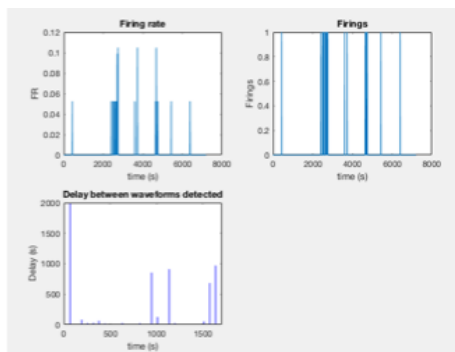 Firing rate
0.12
0.1
0.08
0.06
0.04
0.02
0
FR
0 2000 4000 6000 8000
time (s)
Firings
1
0.8
0.6
0.4
0.2
0
Firings
0 2000 4000 6000 8000
time (s)
Delay between waveforms detected
2000
1500
1000
500
0
Delay (s)
0 500 1000 1500
time (s)